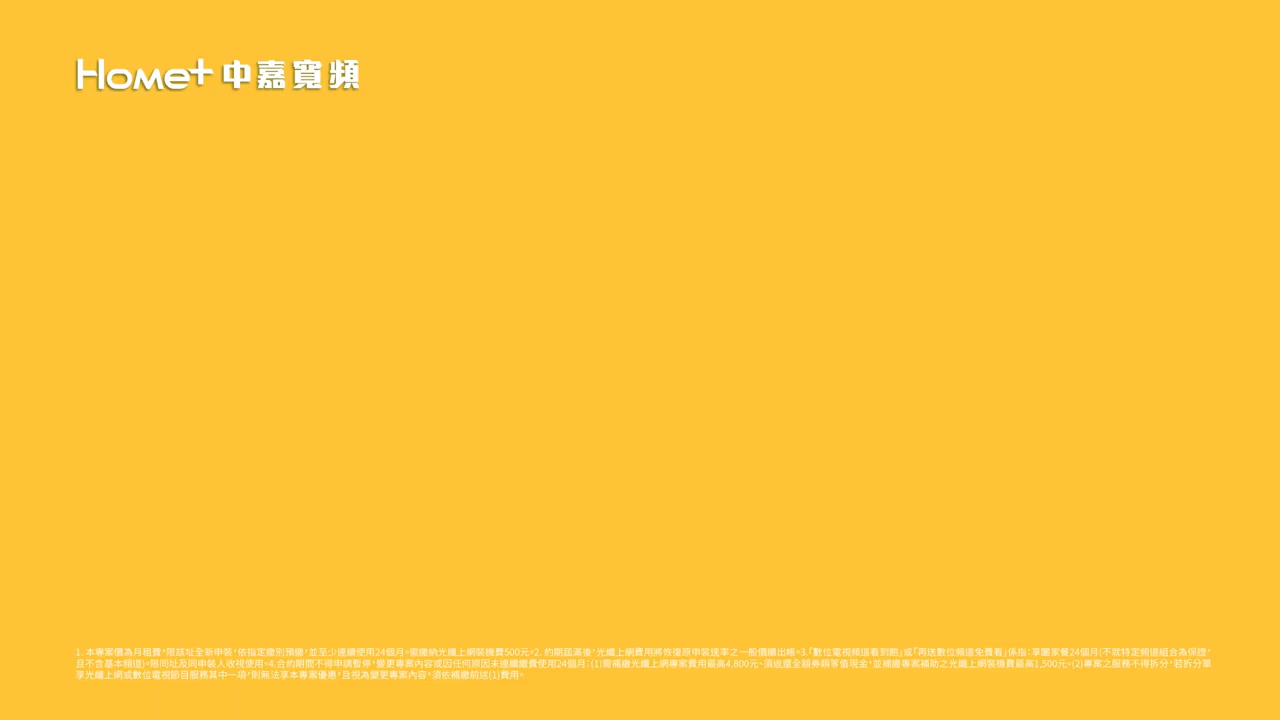 Home+ 中嘉寬頻
1. 本專案價為月租費，限該址全新申裝，依指定繳別預繳，並至少連續使用24個月。需繳納光纖上網裝機費500元。2. 約期屆滿後，光纖上網費用將恢復原申裝速率之一般價繼出帳。3.「數位電視頻道看到飽」或「再送數位頻道免費看」係指：享闔家餐24個月(不就特定頻道組合為保證，
且不含基本頻道)。限同址及同申裝人收視使用。4.合約期間不得申請暫停，變更專案內容或因任何原因未連續繳費使用24個月：(1)需補繳光纖上網專案費用最高4,800元、須返還全額券額等值現金，並補繳專案補助之光纖上網裝機費最高1,500元。(2)專案之服務不得拆分，若拆分單
享光纖上網或數位電視節目服務其中一項，則無法享本專案優惠，且視為變更專案內容，須依補繳前述(1)費用。